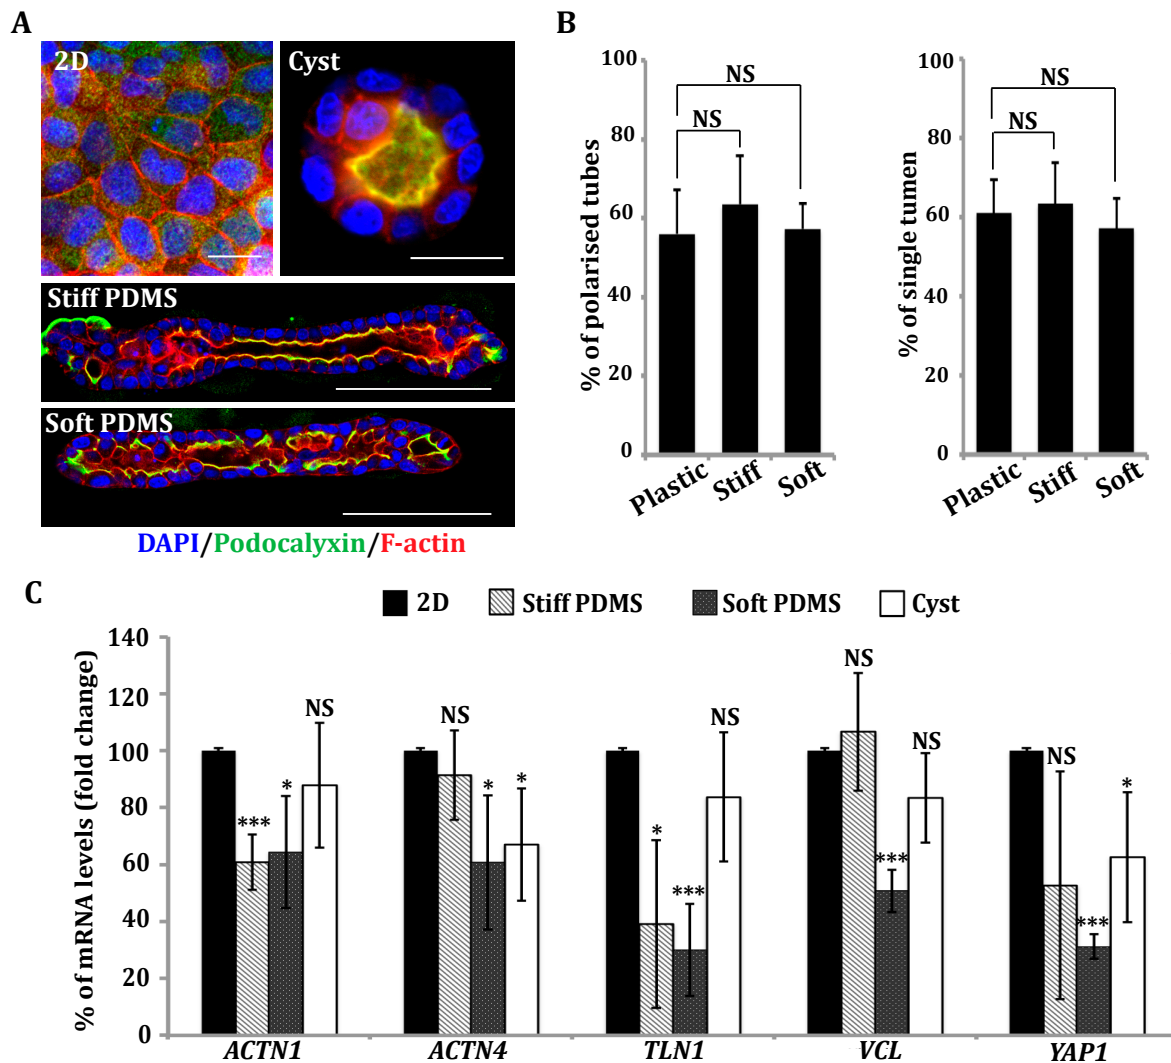 A
2D
Cyst
Stiff PDMS
Soft PDMS
DAPI/Podocalyxin/F-actin
B
100
80
60
40
20
0
% of polarised tubes
NS
NS
Plastic
Stiff
Soft
100
80
60
40
20
0
% of single tumen
NS
NS
Plastic
Stiff
Soft
C
2D
Stiff PDMS
Soft PDMS
Cyst
% of mRNA levels (fold change)
140
120
100
80
60
40
20
0
***
*
NS
NS
*
*
*
***
NS
NS
***
NS
NS
***
*
ACTN1
ACTN4
TLN1
VCL
YAP1